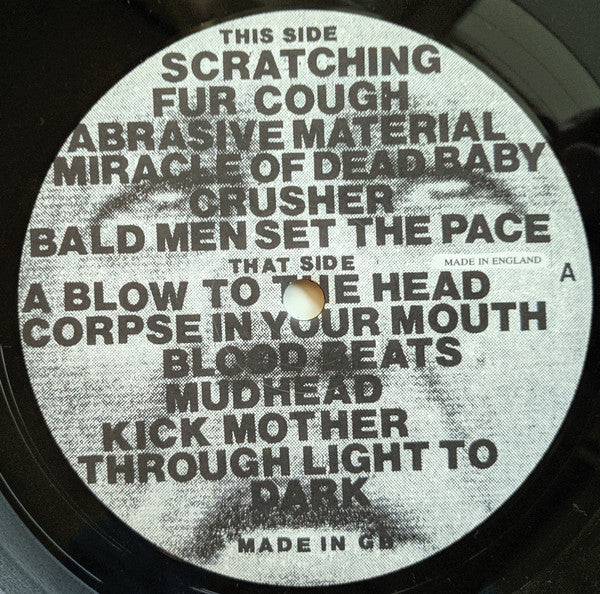 THIS SIDE
SCRATCHING
FUR COUGH
ABRASIVE MATERIAL
MIRACLE OF DEAD BABY
CRUSHER
BALD MEN SET THE PACE
THAT SIDE
MADE IN ENGLAND
A
A BLOW TO THE HEAD
CORPSE IN YOUR MOUTH
BLOOD BEATS
MUDHEAD
KICK MOTHER
THROUGH LIGHT TO
DARK
MADE IN GB